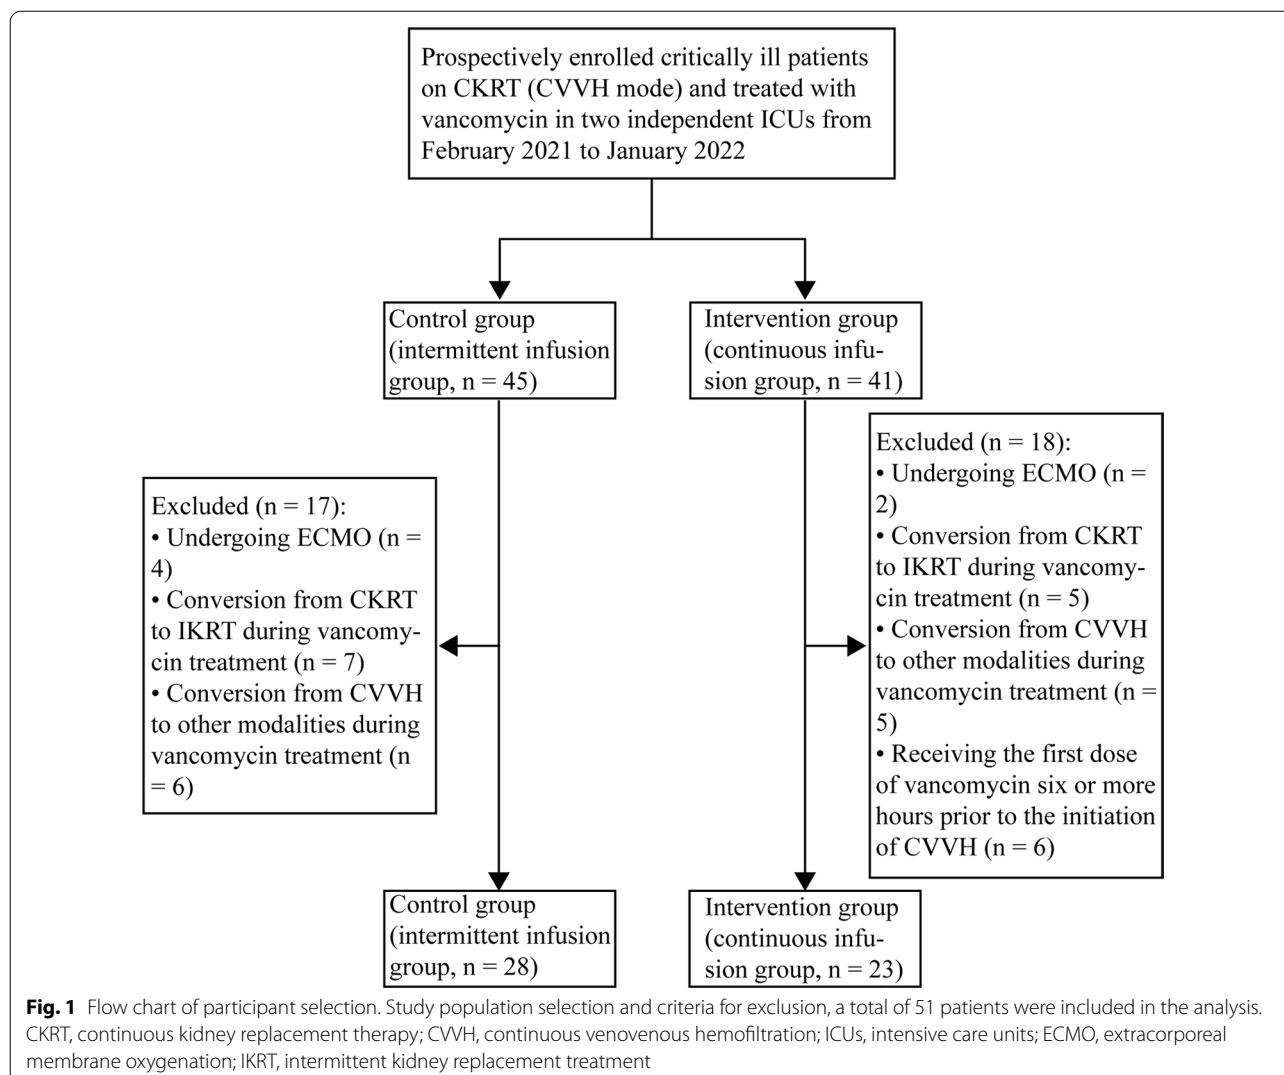 Prospectively enrolled critically ill patients
on CKRT (CVVH mode) and treated with
vancomycin in two independent ICUs from
February 2021 to January 2022
Control group
(intermittent infusion
group, n = 45)
Intervention group
(continuous infu-
sion group, n = 41)
Excluded (n = 17):
• Undergoing ECMO (n =
4)
• Conversion from CKRT
to IKRT during vancomy-
cin treatment (n = 7)
• Conversion from CVVH
to other modalities during
vancomycin treatment (n
= 6)
Excluded (n = 18):
• Undergoing ECMO (n =
2)
• Conversion from CKRT
to IKRT during vancomy-
cin treatment (n = 5)
• Conversion from CVVH
to other modalities during
vancomycin treatment (n =
5)
• Receiving the first dose
of vancomycin six or more
hours prior to the initiation
of CVVH (n = 6)
Control group
(intermittent infusion
group, n = 28)
Intervention group
(continuous infu-
sion group, n = 23)
Fig. 1 Flow chart of participant selection. Study population selection and criteria for exclusion, a total of 51 patients were included in the analysis.
CKRT, continuous kidney replacement therapy; CVVH, continuous venovenous hemofiltration; ICUs, intensive care units; ECMO, extracorporeal
membrane oxygenation; IKRT, intermittent kidney replacement treatment